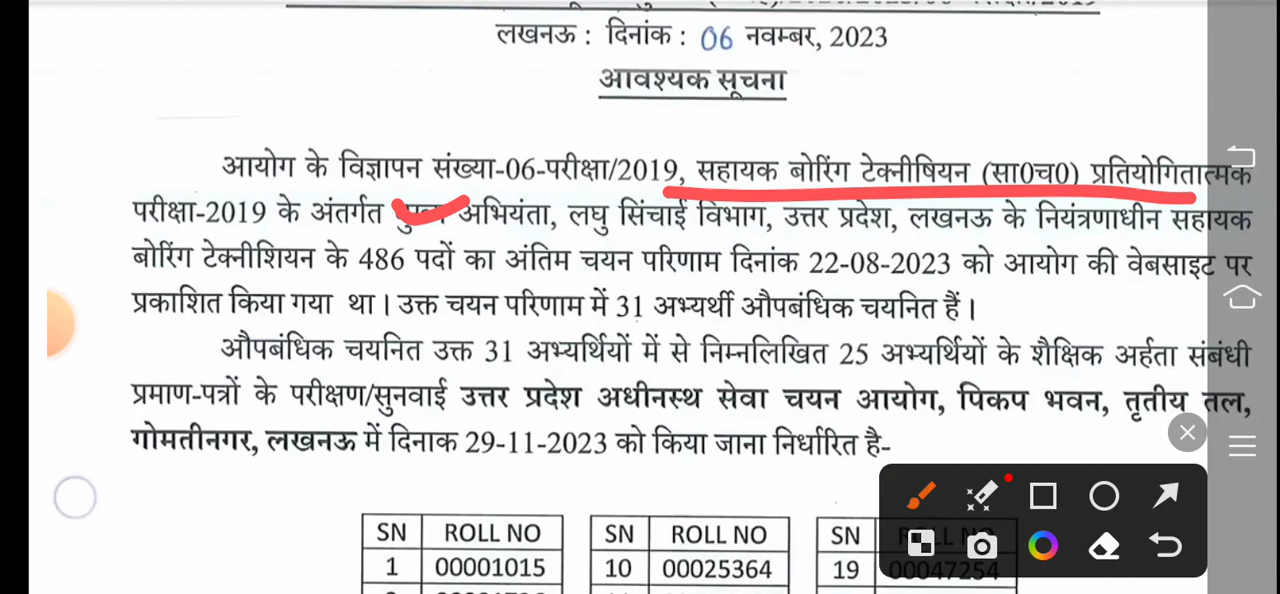 लखनऊ : दिनांक : 06 नवम्बर, 2023
आवश्यक सूचना
आयोग के विज्ञापन संख्या-06-परीक्षा/2019, सहायक बोरिंग टेक्नीषियन (सा0च0) प्रतियोगितात्मक
परीक्षा-2019 के अंतर्गत अभियंता, लघु सिंचाई विभाग, उत्तर प्रदेश, लखनऊ के नियंत्रणाधीन सहायक
बोरिंग टेक्नीशियन के 486 पदों का अंतिम चयन परिणाम दिनांक 22-08-2023 को आयोग की वेबसाइट पर
प्रकाशित किया गया था। उक्त चयन परिणाम में 31 अभ्यर्थी औपबंधिक चयनित हैं।
औपबंधिक चयनित उक्त 31 अभ्यर्थियों में से निम्नलिखित 25 अभ्यर्थियों के शैक्षिक अर्हता संबंधी
प्रमाण-पत्रों के परीक्षण/सुनवाई उत्तर प्रदेश अधीनस्थ सेवा चयन आयोग, पिकप भवन, तृतीय तल,
गोमतीनगर, लखनऊ में दिनाक 29-11-2023 को किया जाना निर्धारित है-
SN ROLL NO SN ROLL NO SN ROLL NO
1 00001015 10 00025364 19 00047254